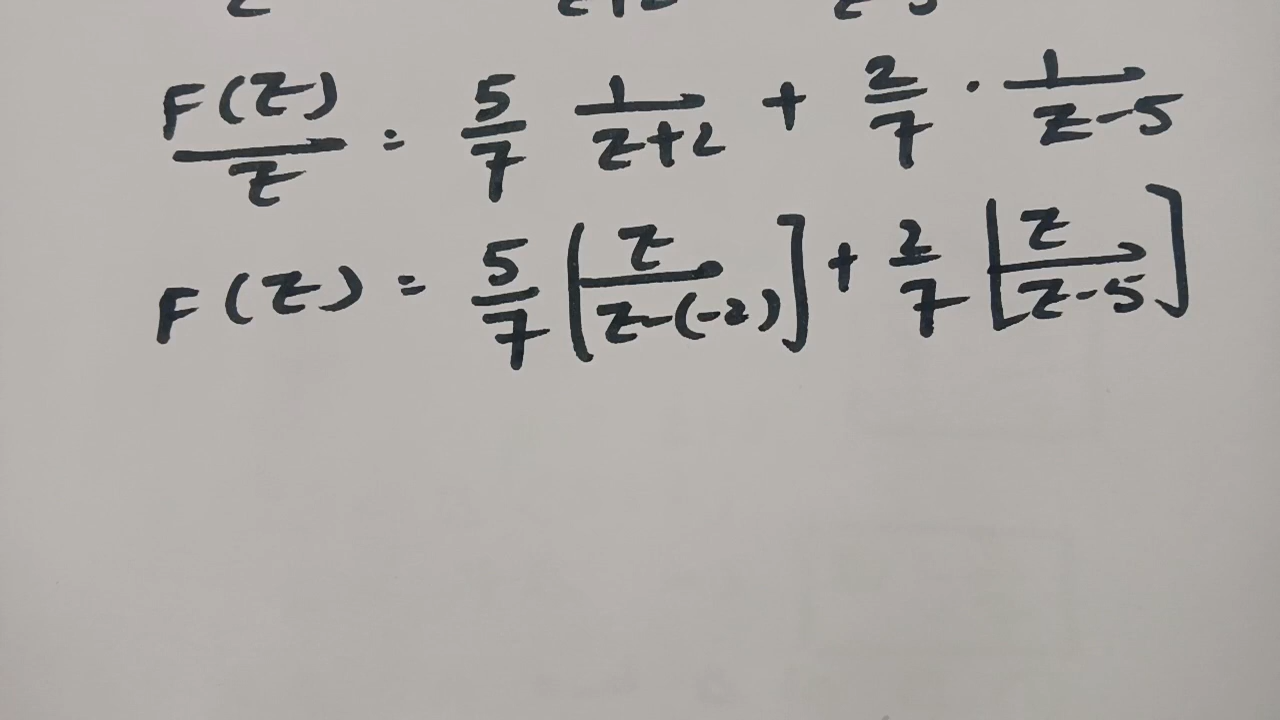 F(z)/z = 5/7 1/(z+2) + 2/7 · 1/(z-5)
F(z) = 5/7 [z/(z-(-2))] + 2/7 [z/(z-5)]